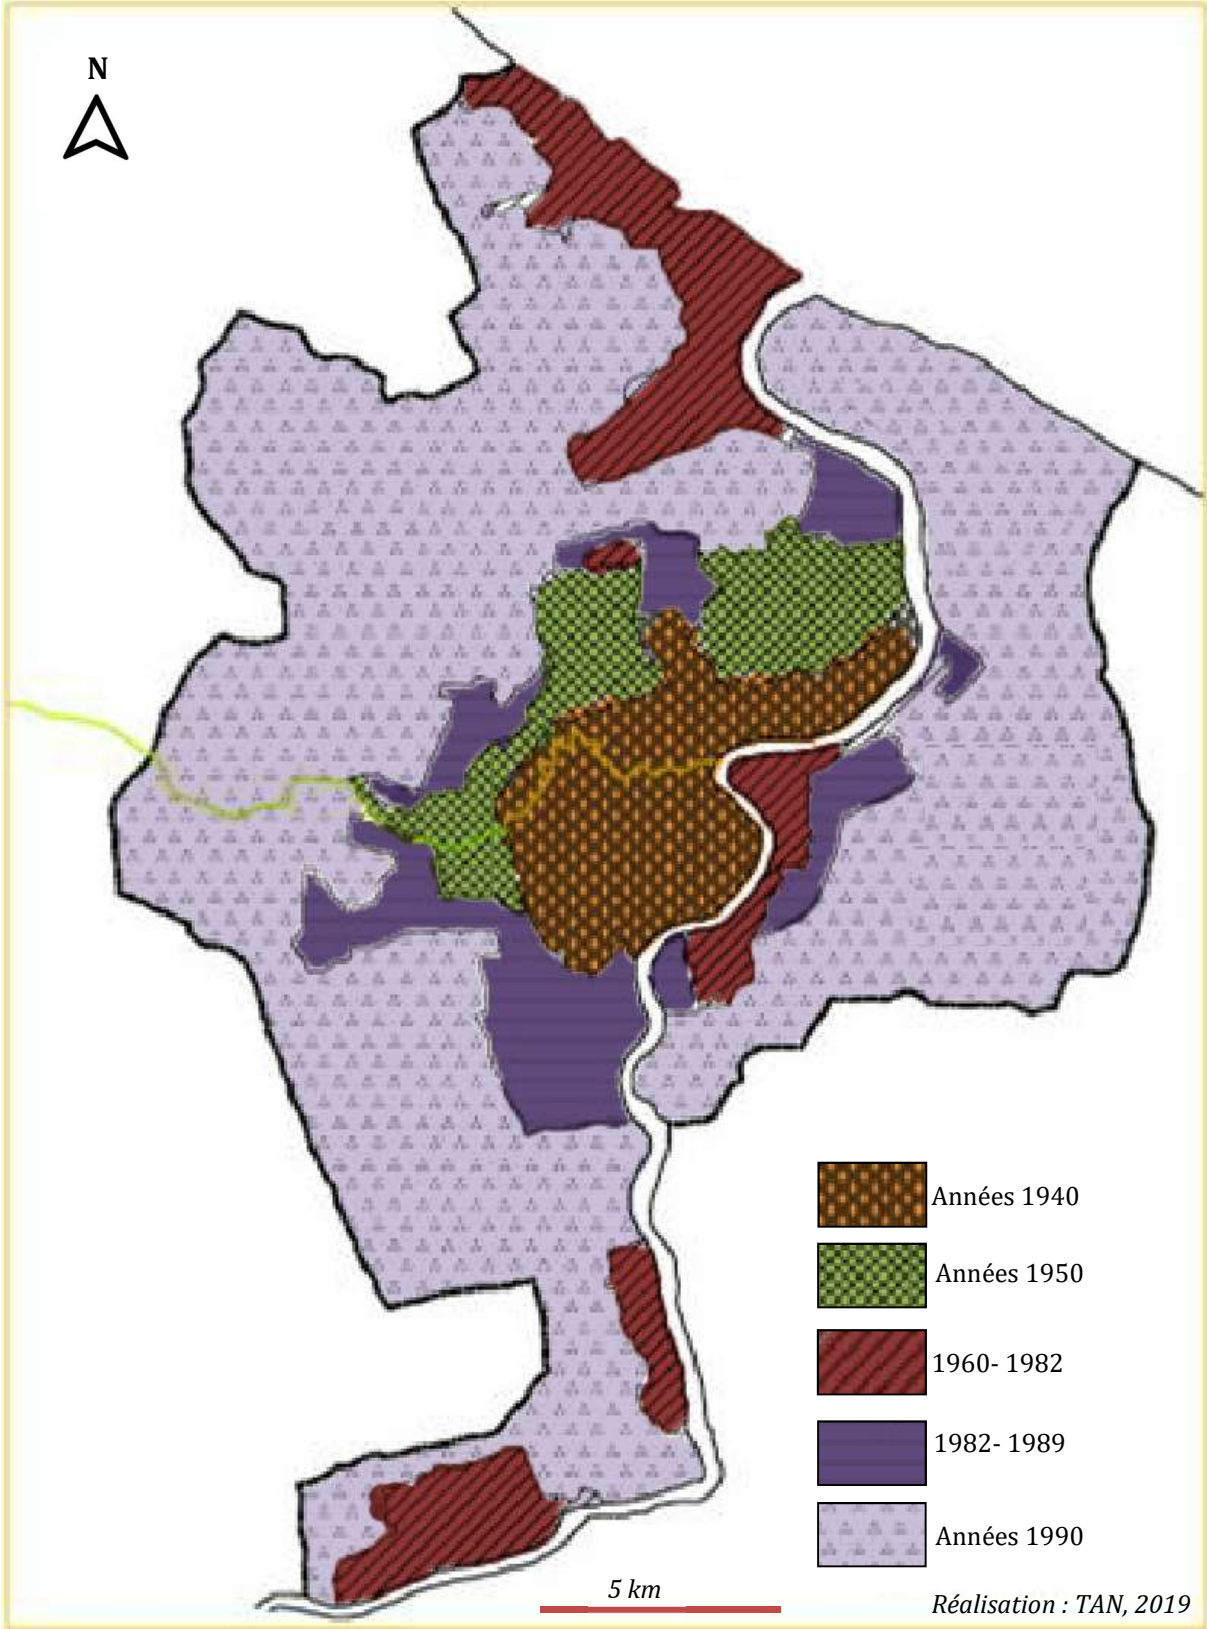 N
Années 1940
Années 1950
1960- 1982
1982- 1989
Années 1990
5 km
Réalisation : TAN, 2019